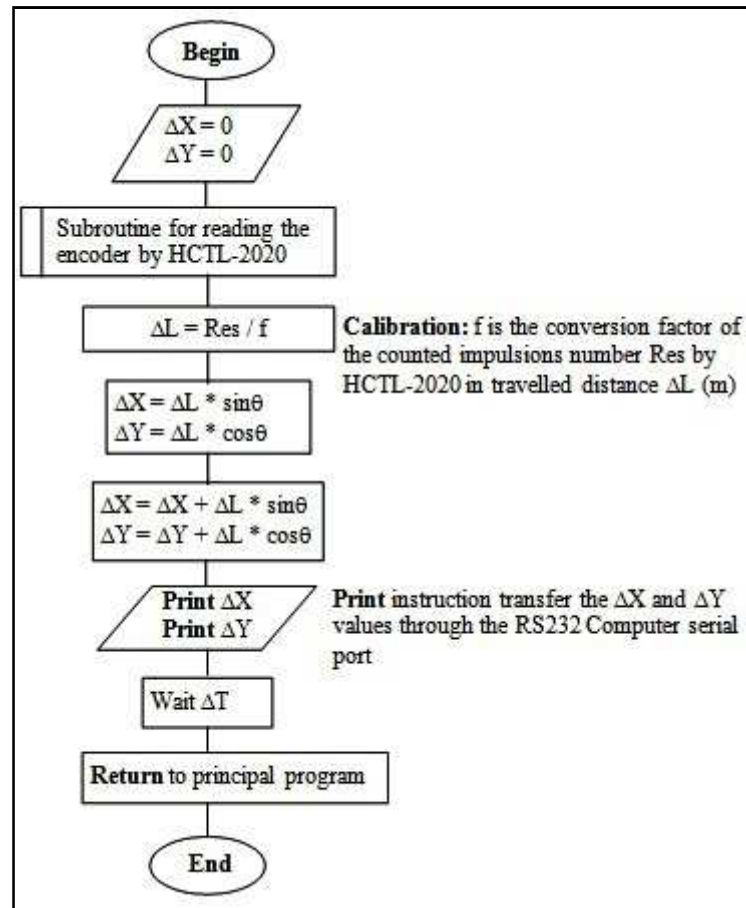 Begin
ΔX = 0
ΔY = 0
Subroutine for reading the
encoder by HCTL-2020
ΔL = Res / f
Calibration: f is the conversion factor of
the counted impulsions number Res by
HCTL-2020 in travelled distance ΔL (m)
ΔX = ΔL * sinθ
ΔY = ΔL * cosθ
ΔX = ΔX + ΔL * sinθ
ΔY = ΔY + ΔL * cosθ
Print ΔX
Print ΔY
Print instruction transfer the ΔX and ΔY
values through the RS232 Computer serial
port
Wait ΔT
Return to principal program
End